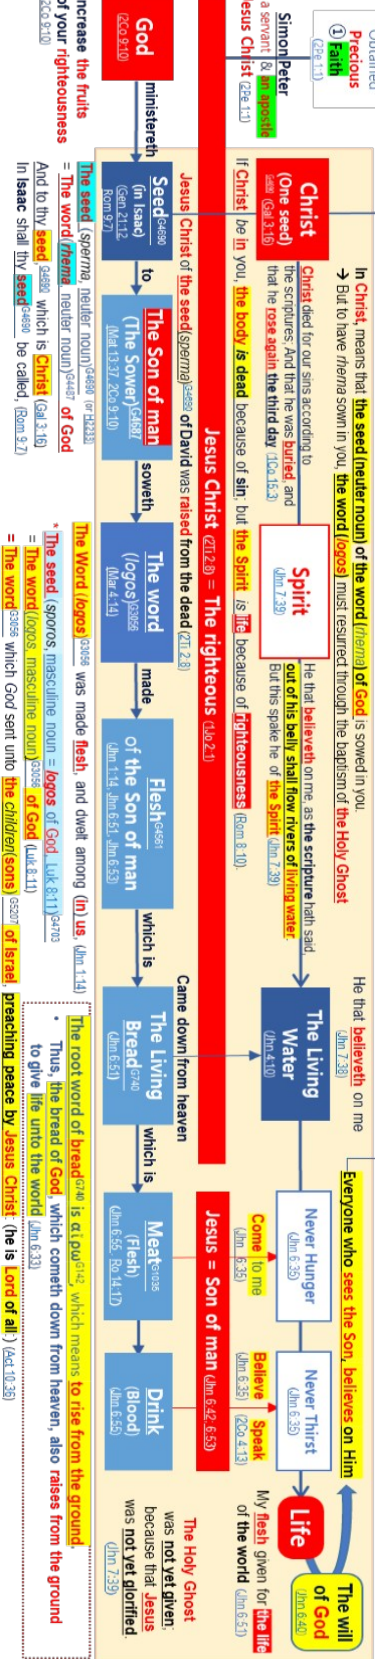 Obtained
Precious
① Faith
(2Pe 1:1)
Simon Peter
a servant & an apostle
Jesus Christ (2Pe 1:1)
In Christ, means that the seed (neuter noun) of the word (rhema) of God is sowed in you.
→ But to have rhema sown in you, the word (logos) must resurrect through the baptism of the Holy Ghost
He that believeth on me
(Jhn 7:38)
Everyone who sees the Son, believes on Him
The will
of God
(Jhn 6:40)
Christ
(One seed)
(Gal 3:16)
Christ died for our sins according to
the scriptures; And that he was buried, and
that he rose again the third day (1Co 15:3)
Spirit
(Jhn 7:39)
He that believeth on me, as the scripture hath said,
out of his belly shall flow rivers of living water.
But this spake he of the Spirit (Jhn 7:39)
The Living
Water
(Jhn 4:10)
Never Hunger
(Jhn 6:35)
Never Thirst
(Jhn 6:35)
Life
If Christ be in you, the body is dead because of sin; but the Spirit is life because of righteousness (Rom 8:10).
Come to me
(Jhn 6:35)
Believe
(Jhn 6:35)
Speak
(2Co 4:13)
My flesh given for the life
of the world (Jhn 6:51)
Jesus Christ (2Ti 2:8) = The righteous (1Jo 2:1)
Jesus = Son of man (Jhn 6:42; 6:53)
Jesus Christ of the seed (sperma)G4690 of David was raised from the dead (2Ti 2:8)
Came down from heaven
God
(2Co 9:10)
ministereth
SeedG4690
(in Isaac)
(Gen 21:12,
Rom 9:7)
to
The Son of man
(The Sower)G4687
(Mat 13:37, 2Co 9:10)
soweth
The word
(logos)G3056
(Mar 4:14)
made
FleshG4561
of the Son of man
(Jhn 1:14, Jhn 6:51, Jhn 6:53)
which is
The Living
BreadG740
(Jhn 6:51)
which is
MeatG1035
(Flesh)
(Jhn 6:55, Ro 14:17)
Drink
(Blood)
(Jhn 6:55)
The Holy Ghost
was not yet given;
because that Jesus
was not yet glorified.
(Jhn 7:39)
ncrease the fruits
of your righteousness
2Co 9:10)
The seed (sperma, neuter noun)G4690 (or H2233)
= The word (rhema, neuter noun)G4487 of God
And to thy seed,G4690 which is Christ (Gal 3:16)
In Isaac shall thy seedG4690 be called, (Rom 9:7)
The Word (logos)G3056 was made flesh, and dwelt among (in) us, (Jhn 1:14)
* The seed (sporos, masculine noun = logos of God, Luk 8:11)G4703
= The word (logos, masculine noun)G3056 of God (Luk 8:11)
= The wordG3056 which God sent unto the children(sons)G5207 of Israel, preaching peace by Jesus Christ: (he is Lord of all:) (Act 10:36)
The root word of breadG740 is αἴρωG142, which means to rise from the ground.
• Thus, the bread of God, which cometh down from heaven, also raises from the ground
to give life unto the world (Jhn 6:33)